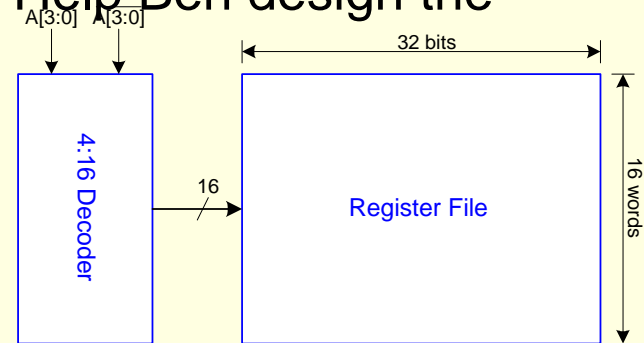 Help Ben design the
A[3:0] A[3:0]
32 bits
4:16 Decoder
16
Register File
16 words